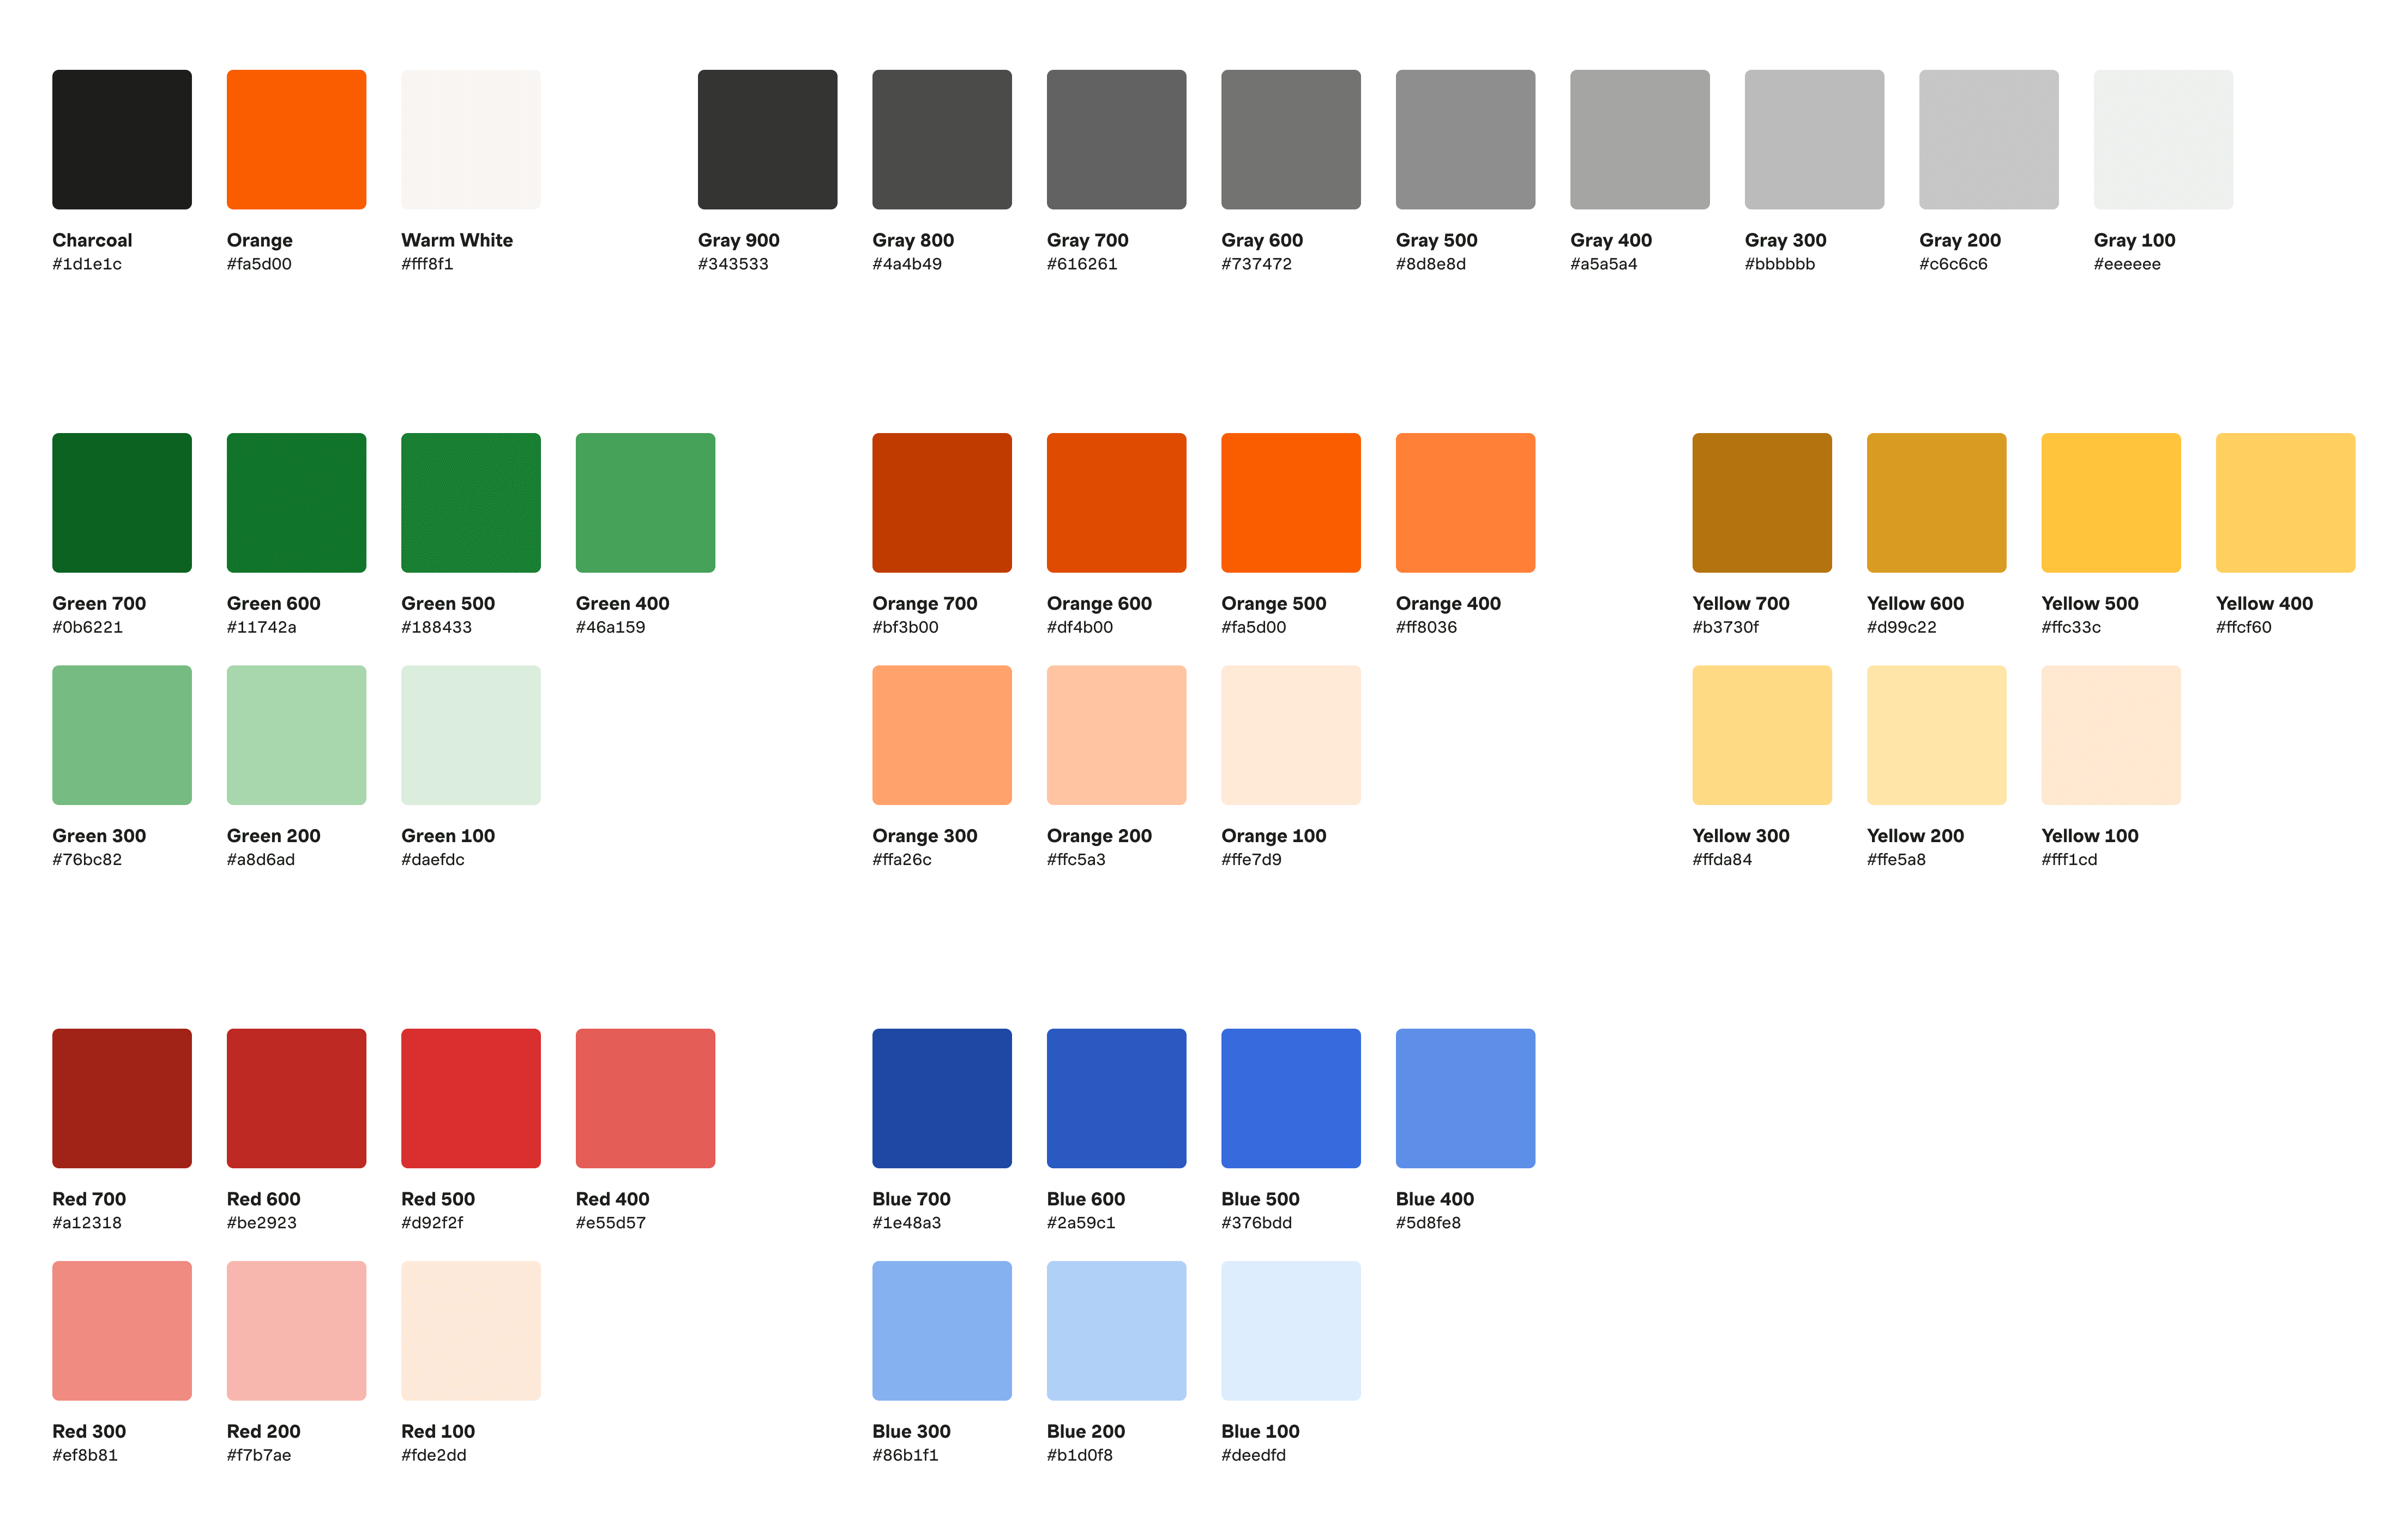 Charcoal
#1d1e1c
Orange
#fa5d00
Warm White
#fff8f1
Gray 900
#343533
Gray 800
#4a4b49
Gray 700
#616261
Gray 600
#737472
Gray 500
#8d8e8d
Gray 400
#a5a5a4
Gray 300
#bbbbbb
Gray 200
#c6c6c6
Gray 100
#eeeeee
Green 700
#0b6221
Green 600
#11742a
Green 500
#188433
Green 400
#46a159
Green 300
#76bc82
Green 200
#a8d6ad
Green 100
#daefdc
Orange 700
#bf3b00
Orange 600
#df4b00
Orange 500
#fa5d00
Orange 400
#ff8036
Orange 300
#ffa26c
Orange 200
#ffc5a3
Orange 100
#ffe7d9
Yellow 700
#b3730f
Yellow 600
#d99c22
Yellow 500
#ffc33c
Yellow 400
#ffcf60
Yellow 300
#ffda84
Yellow 200
#ffe5a8
Yellow 100
#fff1cd
Red 700
#a12318
Red 600
#be2923
Red 500
#d92f2f
Red 400
#e55d57
Red 300
#ef8b81
Red 200
#f7b7ae
Red 100
#fde2dd
Blue 700
#1e48a3
Blue 600
#2a59c1
Blue 500
#376bdd
Blue 400
#5d8fe8
Blue 300
#86b1f1
Blue 200
#b1d0f8
Blue 100
#deedfd